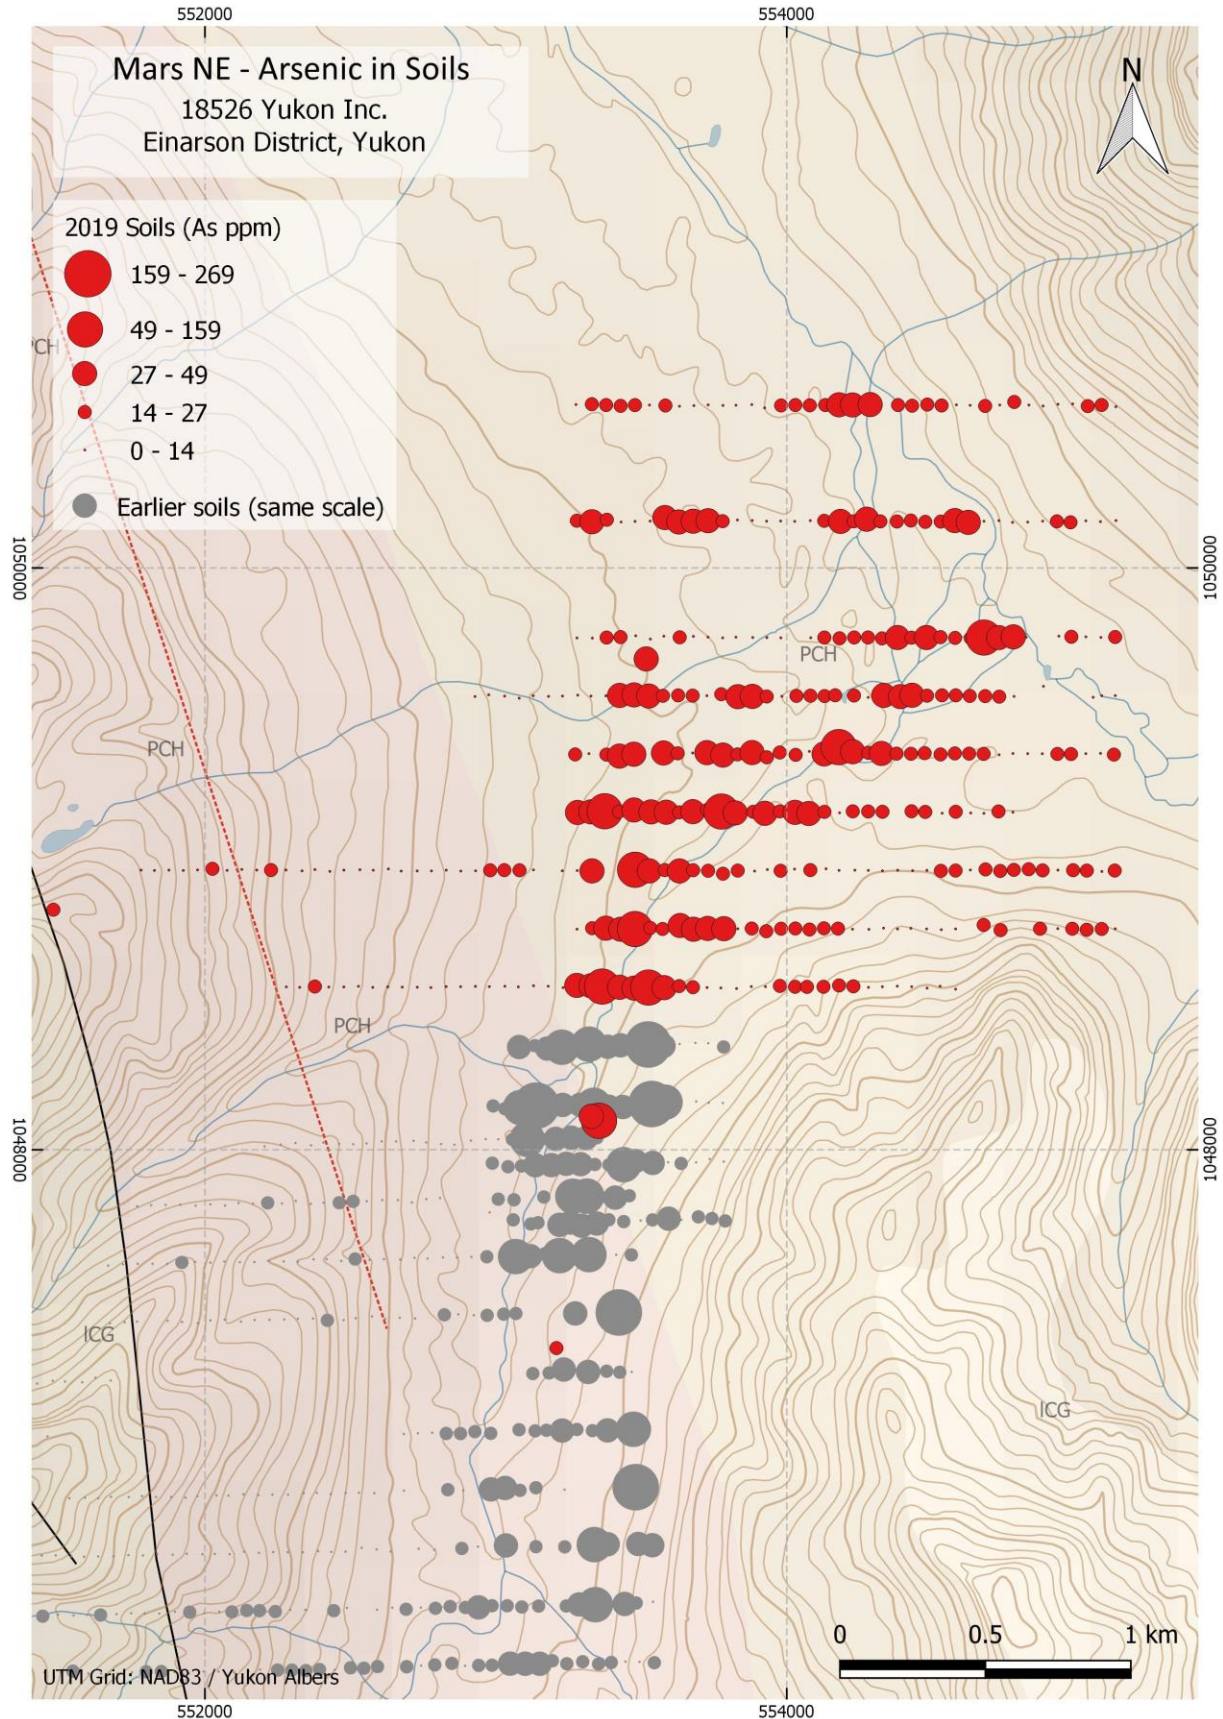 552000
554000
Mars NE - Arsenic in Soils
18526 Yukon Inc.
Einarson District, Yukon
N
2019 Soils (As ppm)
159 - 269
49 - 159
27 - 49
14 - 27
0 - 14
Earlier soils (same scale)
PCH
1050000
1050000
PCH
PCH
PCH
1048000
1048000
ICG
ICG
0
0.5
1 km
UTM Grid: NAD83 / Yukon Albers
552000
554000